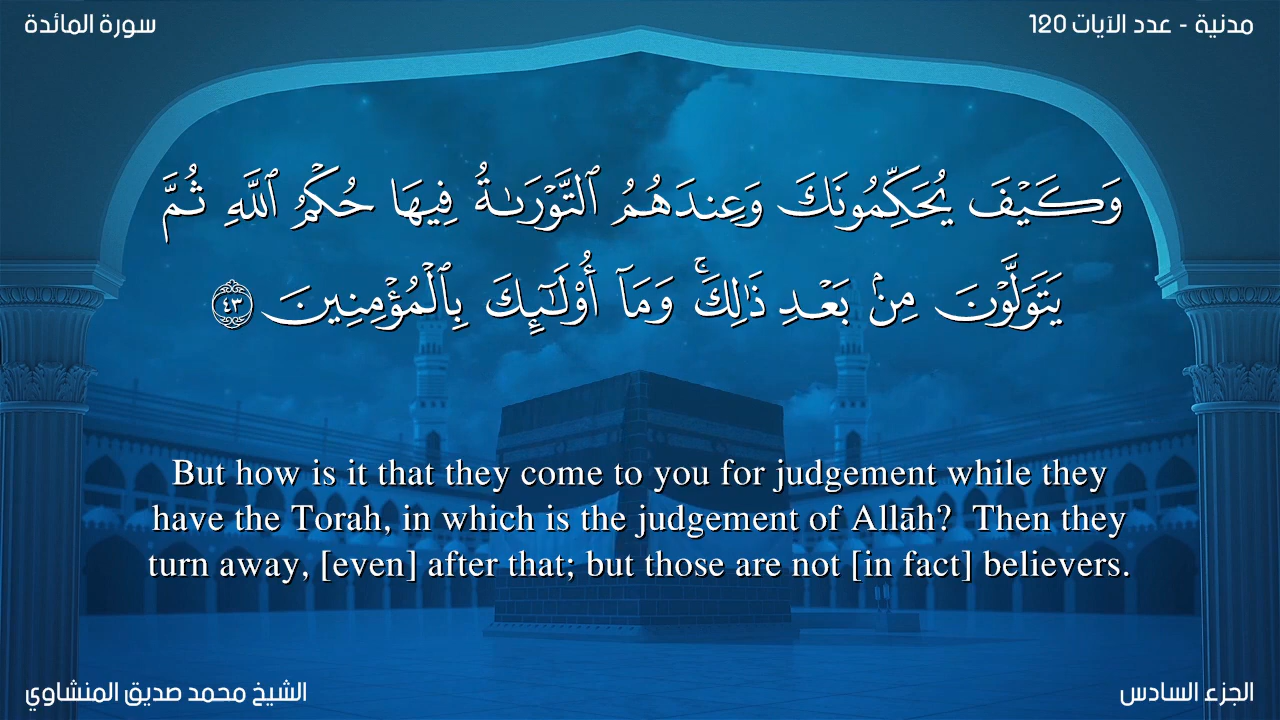 سورة المائدة
مدنية - عدد الآيات 120
وَكَيْفَ يُحَكِّمُونَكَ وَعِندَهُمُ ٱلتَّوْرَىٰةُ فِيهَا حُكْمُ ٱللَّهِ ثُمَّ
يَتَوَلَّوْنَ مِنۢ بَعْدِ ذَٰلِكَ ۚ وَمَآ أُو۟لَـٰٓئِكَ بِٱلْمُؤْمِنِينَ ٤٣
But how is it that they come to you for judgement while they
have the Torah, in which is the judgement of Allāh?  Then they
turn away, [even] after that; but those are not [in fact] believers.
الشيخ محمد صديق المنشاوي
الجزء السادس